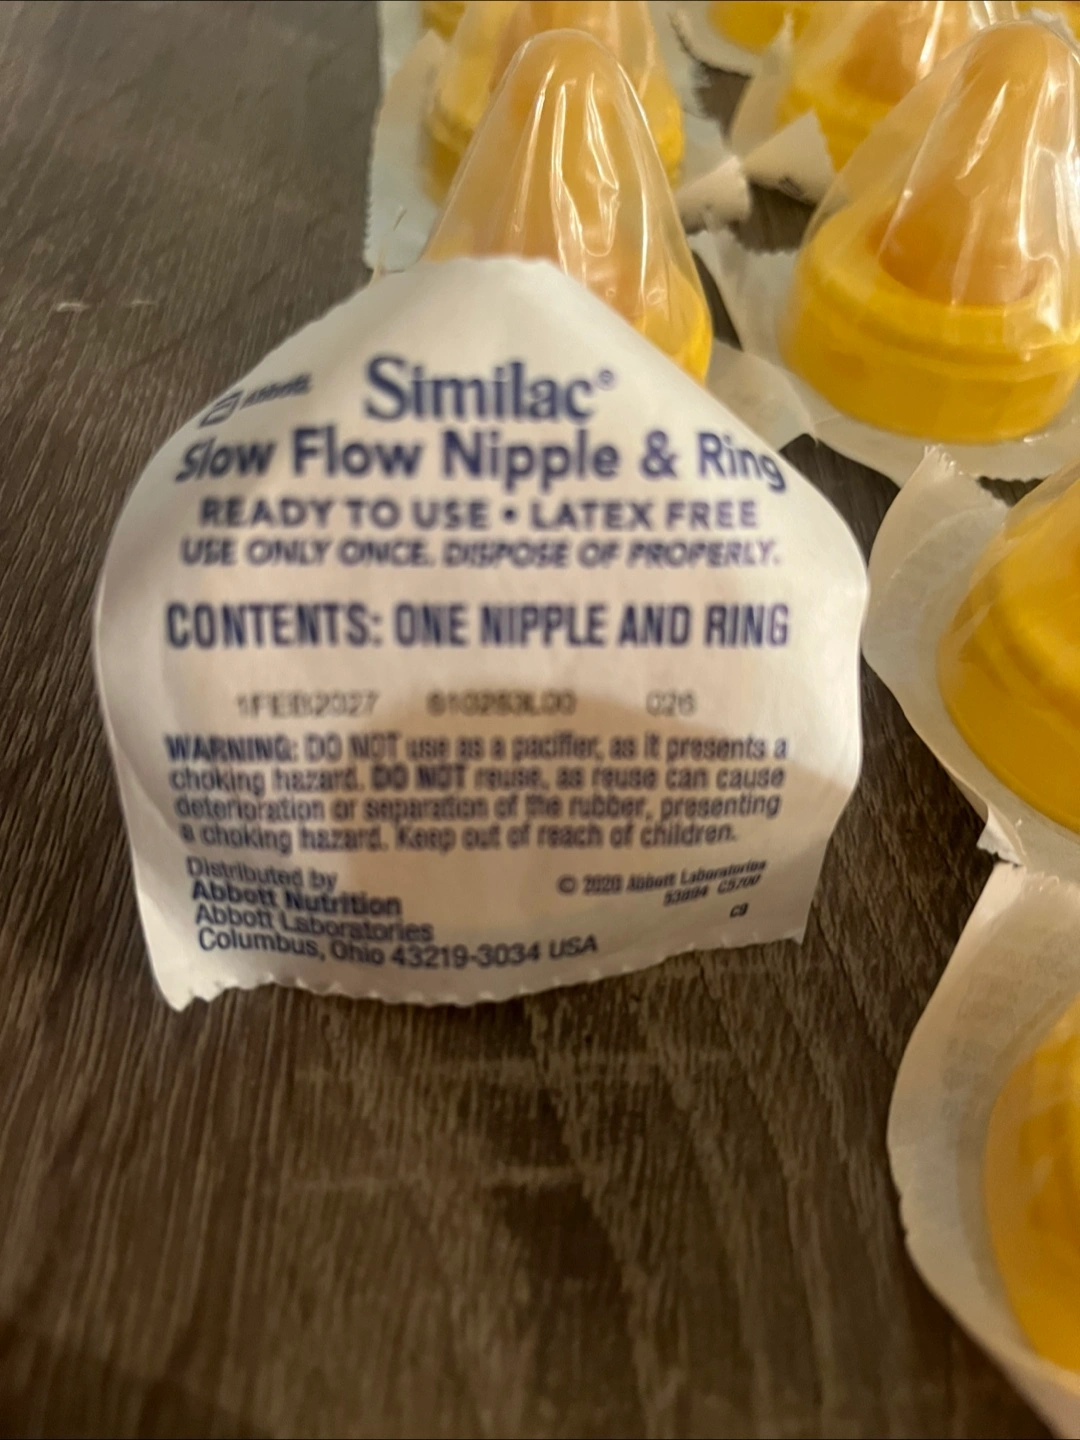 Abbott
Similac®
Slow Flow Nipple & Ring
READY TO USE • LATEX FREE
USE ONLY ONCE. DISPOSE OF PROPERLY.
CONTENTS: ONE NIPPLE AND RING
1FEB2027 026
WARNING: DO NOT use as a pacifier, as it presents a
choking hazard. DO NOT reuse, as reuse can cause
deterioration or separation of the rubber, presenting
a choking hazard. Keep out of reach of children.
Distributed by
Abbott Nutrition
Abbott Laboratories
Columbus, Ohio 43219-3034 USA
© 2020 Abbott Laboratories